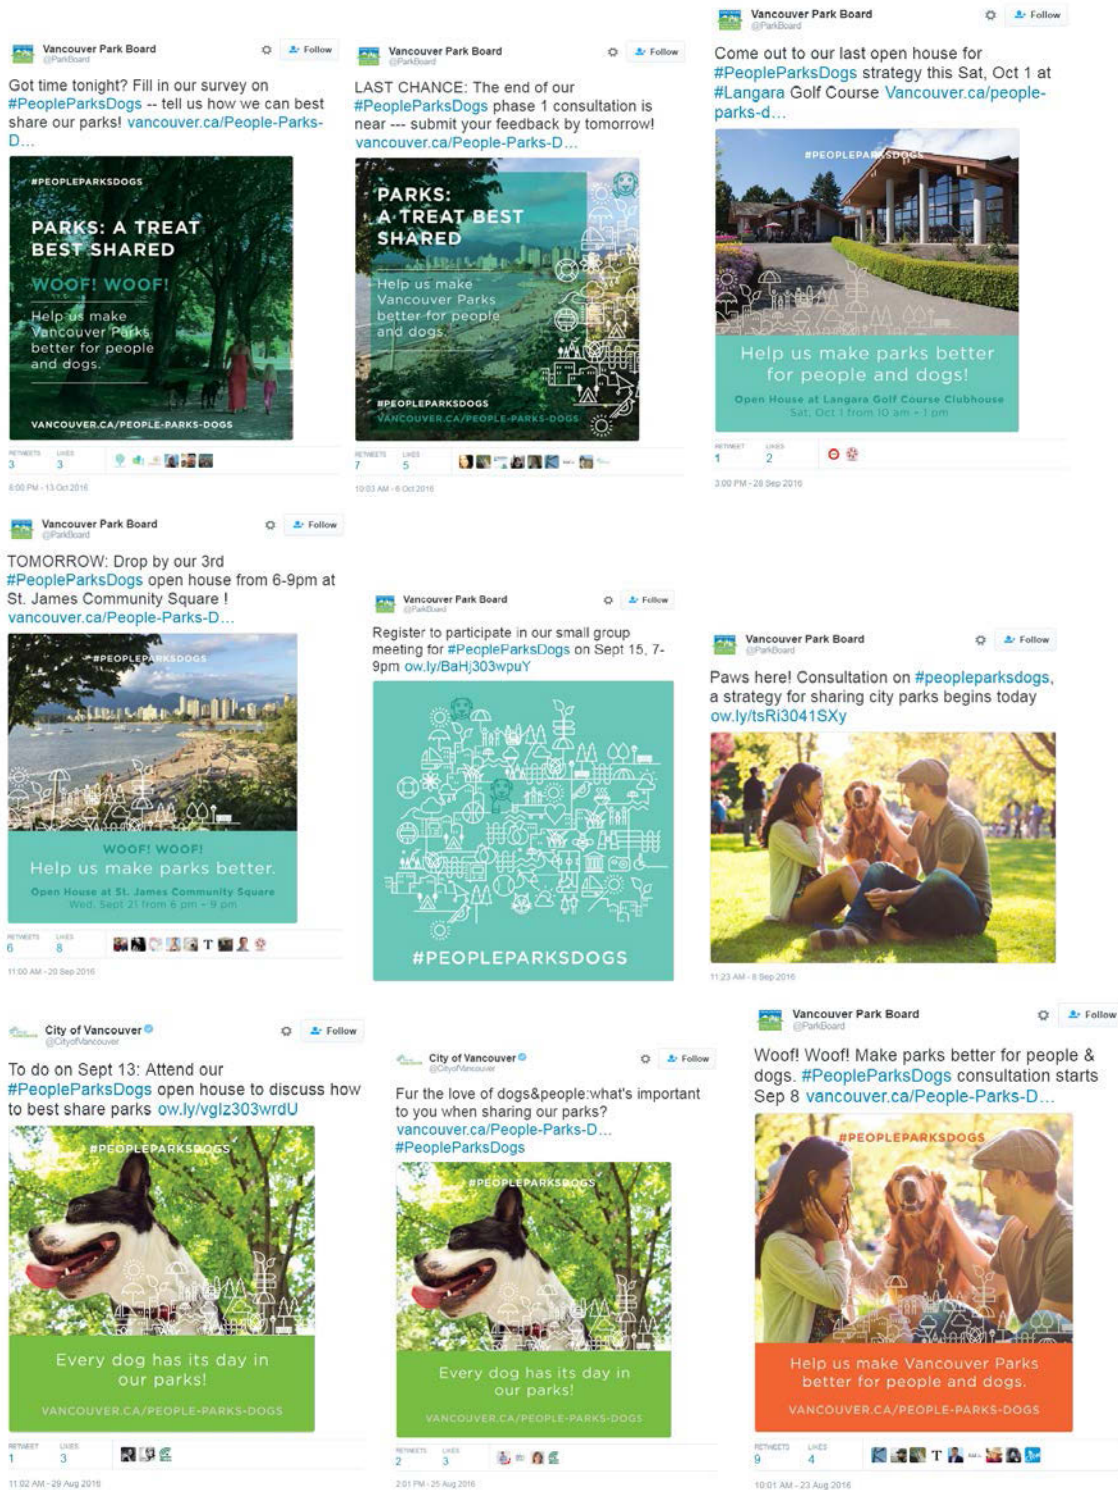 Vancouver Park Board
@ParkBoard
Follow
Got time tonight? Fill in our survey on
#PeopleParksDogs -- tell us how we can best
share our parks! vancouver.ca/People-Parks-
D...
#PEOPLEPARKSDOGS
PARKS: A TREAT
BEST SHARED
WOOF! WOOF!
Help us make
Vancouver Parks
better for people
and dogs.
VANCOUVER.CA/PEOPLE-PARKS-DOGS
RETWEETS LIKES
3 3
6:00 PM - 13 Oct 2016
Vancouver Park Board
@ParkBoard
Follow
LAST CHANCE: The end of our
#PeopleParksDogs phase 1 consultation is
near --- submit your feedback by tomorrow!
vancouver.ca/People-Parks-D...
PARKS:
A TREAT BEST
SHARED
Help us make
Vancouver Parks
better for people
and dogs.
#PEOPLEPARKSDOGS
VANCOUVER.CA/PEOPLE-PARKS-DOGS
RETWEETS LIKES
7 5
10:03 AM - 6 Oct 2016
Vancouver Park Board
@ParkBoard
Follow
Come out to our last open house for
#PeopleParksDogs strategy this Sat, Oct 1 at
#Langara Golf Course Vancouver.ca/people-
parks-d...
#PEOPLEPARKSDOGS
Help us make parks better
for people and dogs!
Open House at Langara Golf Course Clubhouse
Sat, Oct 1 from 10 am - 1 pm
RETWEET LIKES
1 2
3:00 PM - 28 Sep 2016
Vancouver Park Board
@ParkBoard
Follow
TOMORROW: Drop by our 3rd
#PeopleParksDogs open house from 6-9pm at
St. James Community Square !
vancouver.ca/People-Parks-D...
#PEOPLEPARKSDOGS
WOOF! WOOF!
Help us make parks better.
Open House at St. James Community Square
Wed. Sept 21 from 6 pm - 9 pm
RETWEETS LIKES
6 8
T
11:00 AM - 20 Sep 2016
Vancouver Park Board
@ParkBoard
Follow
Register to participate in our small group
meeting for #PeopleParksDogs on Sept 15, 7-
9pm ow.ly/BaHj303wpuY
#PEOPLEPARKSDOGS
Vancouver Park Board
@ParkBoard
Follow
Paws here! Consultation on #peopleparksdogs,
a strategy for sharing city parks begins today
ow.ly/tsRi3041SXy
11:23 AM - 8 Sep 2016
City of Vancouver
@CityofVancouver
Follow
To do on Sept 13: Attend our
#PeopleParksDogs open house to discuss how
to best share parks ow.ly/vglz303wrdU
#PEOPLEPARKSDOGS
Every dog has its day in
our parks!
VANCOUVER.CA/PEOPLE-PARKS-DOGS
RETWEET LIKES
1 3
11:02 AM - 29 Aug 2016
City of Vancouver
@CityofVancouver
Follow
Fur the love of dogs&people:what's important
to you when sharing our parks?
vancouver.ca/People-Parks-D...
#PeopleParksDogs
#PEOPLEPARKSDOGS
Every dog has its day in
our parks!
VANCOUVER.CA/PEOPLE-PARKS-DOGS
RETWEETS LIKES
2 3
2:01 PM - 25 Aug 2016
Vancouver Park Board
@ParkBoard
Follow
Woof! Woof! Make parks better for people &
dogs. #PeopleParksDogs consultation starts
Sep 8 vancouver.ca/People-Parks-D...
#PEOPLEPARKSDOGS
Help us make Vancouver Parks
better for people and dogs.
VANCOUVER.CA/PEOPLE-PARKS-DOGS
RETWEETS LIKES
9 4
T
10:01 AM - 23 Aug 2016